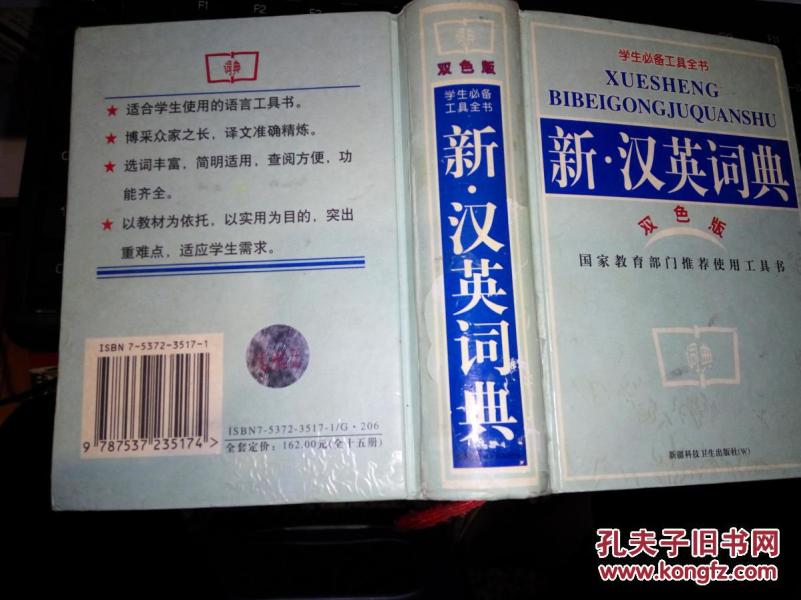 ★ 适合学生使用的语言工具书。
★ 博采众家之长，译文准确精炼。
★ 选词丰富，简明适用，查阅方便，功
能齐全。
★ 以教材为依托，以实用为目的，突出
重难点，适应学生需求。
ISBN 7-5372-3517-1
9 787537 235174 >
ISBN7-5372-3517-1/G·206
全套定价：162.00元(全十五册)
双色版
学生必备
工具全书
新·汉英词典
学生必备工具全书
XUESHENG
BIBEIGONGJUQUANSHU
新·汉英词典
双色版
国家教育部门推荐使用工具书
新疆科技卫生出版社(W)
孔夫子旧书网
www.kongfz.com